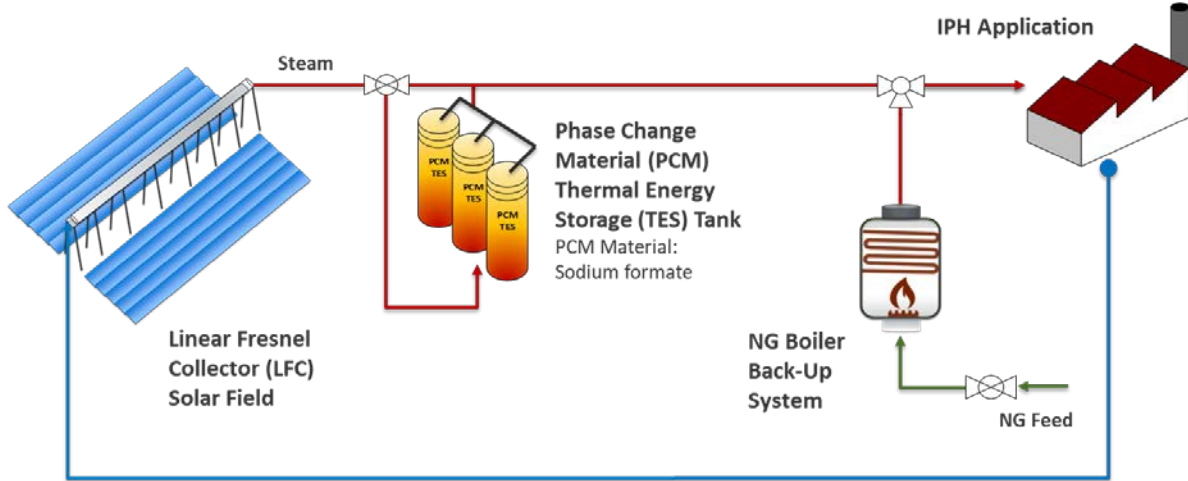 IPH Application
Steam
PCM
TES
PCM
TES
PCM
TES
Phase Change
Material (PCM)
Thermal Energy
Storage (TES) Tank
PCM Material:
Sodium formate
Linear Fresnel
Collector (LFC)
Solar Field
NG Boiler
Back-Up
System
NG Feed